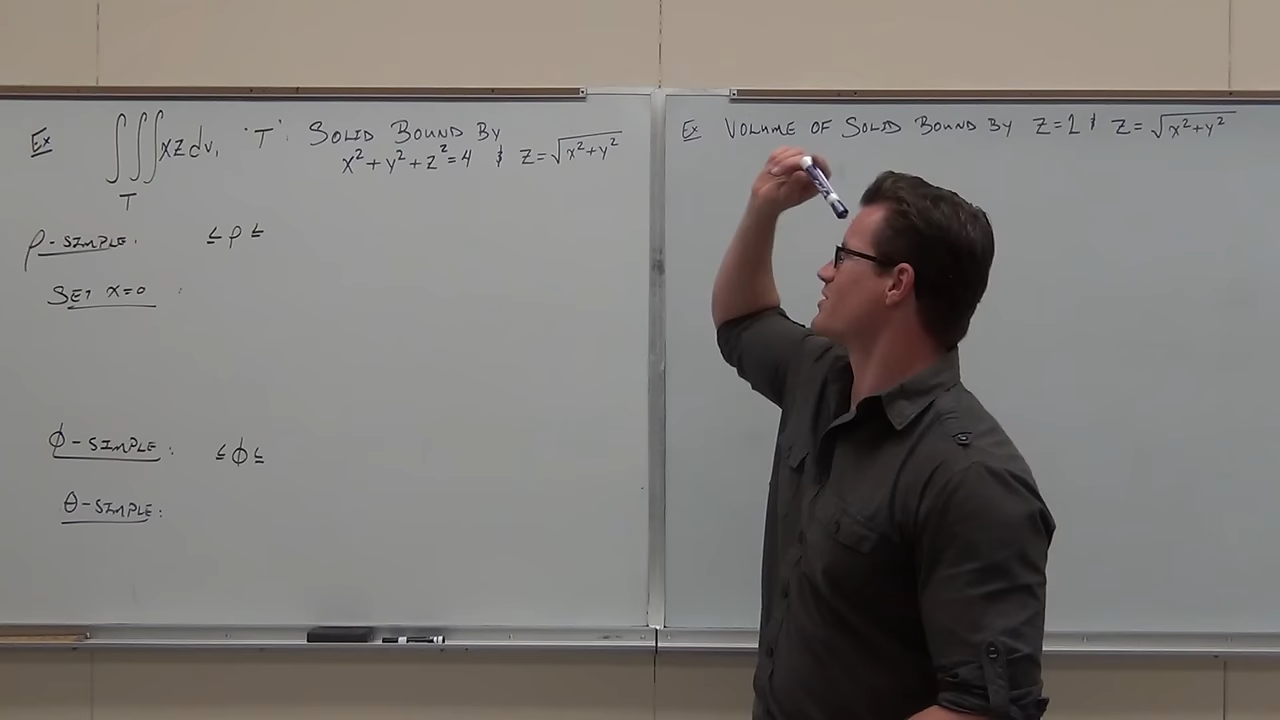 Ex ∭ xz dv, 'T': SOLID BOUND BY
T
x²+y²+z²=4 & z=√x²+y²
ρ-SIMPLE: ≤ρ≤
SET x=0 :
ϕ-SIMPLE: ≤ϕ≤
θ-SIMPLE:
Ex VOLUME OF SOLID BOUND BY z=1 & z=√x²+y²